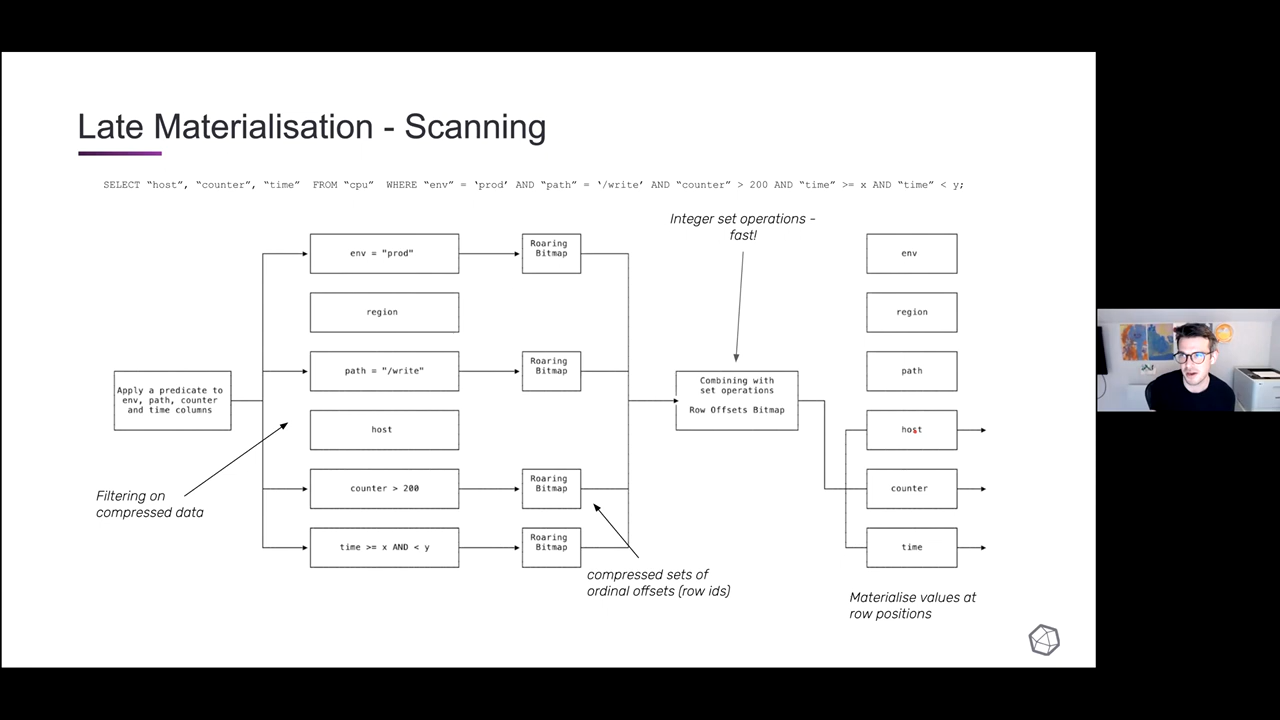 Late Materialisation - Scanning
SELECT “host”, “counter”, “time”  FROM “cpu”  WHERE “env” = ‘prod’ AND “path” = ‘/write’ AND “counter” > 200 AND “time” >= x AND “time” < y;
Integer set operations -
fast!
env = "prod"
region
path = "/write"
host
counter > 200
time >= x AND < y
Roaring
Bitmap
Roaring
Bitmap
Roaring
Bitmap
Roaring
Bitmap
Apply a predicate to
env, path, counter
and time columns
Filtering on
compressed data
compressed sets of
ordinal offsets (row ids)
Combining with
set operations
Row Offsets Bitmap
env
region
path
host
counter
time
Materialise values at
row positions